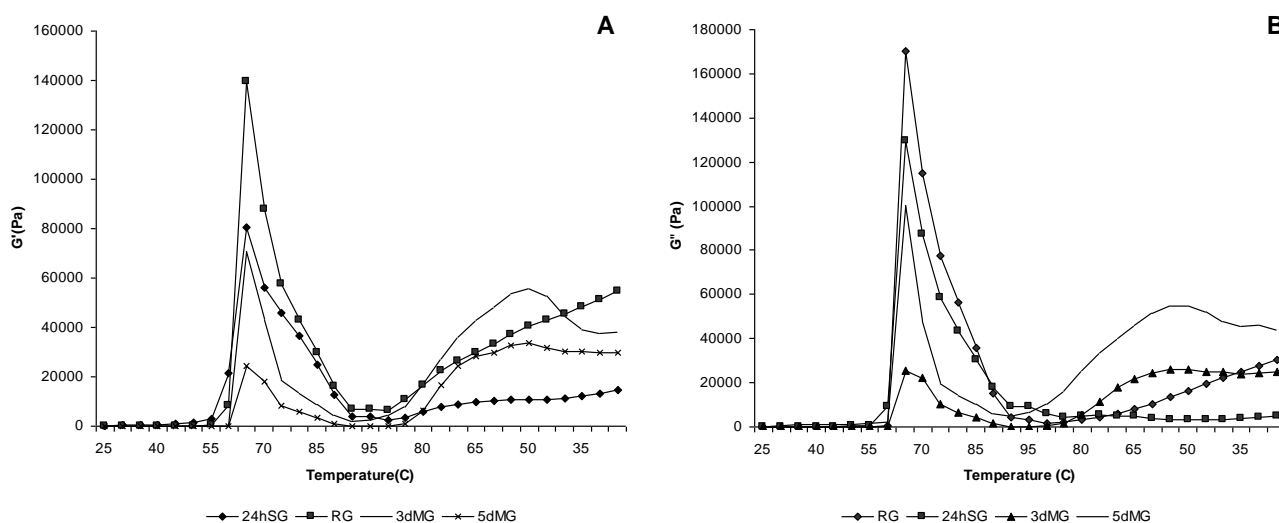 A
G'(Pa)
160000
140000
120000
100000
80000
60000
40000
20000
0
25 40 55 70 85 95 80 65 50 35
Temperature(C)
24hSG RG 3dMG 5dMG
B
G" (Pa)
180000
160000
140000
120000
100000
80000
60000
40000
20000
0
25 40 55 70 85 95 80 65 50 35
Temperature (C)
RG 24hSG 3dMG 5dMG